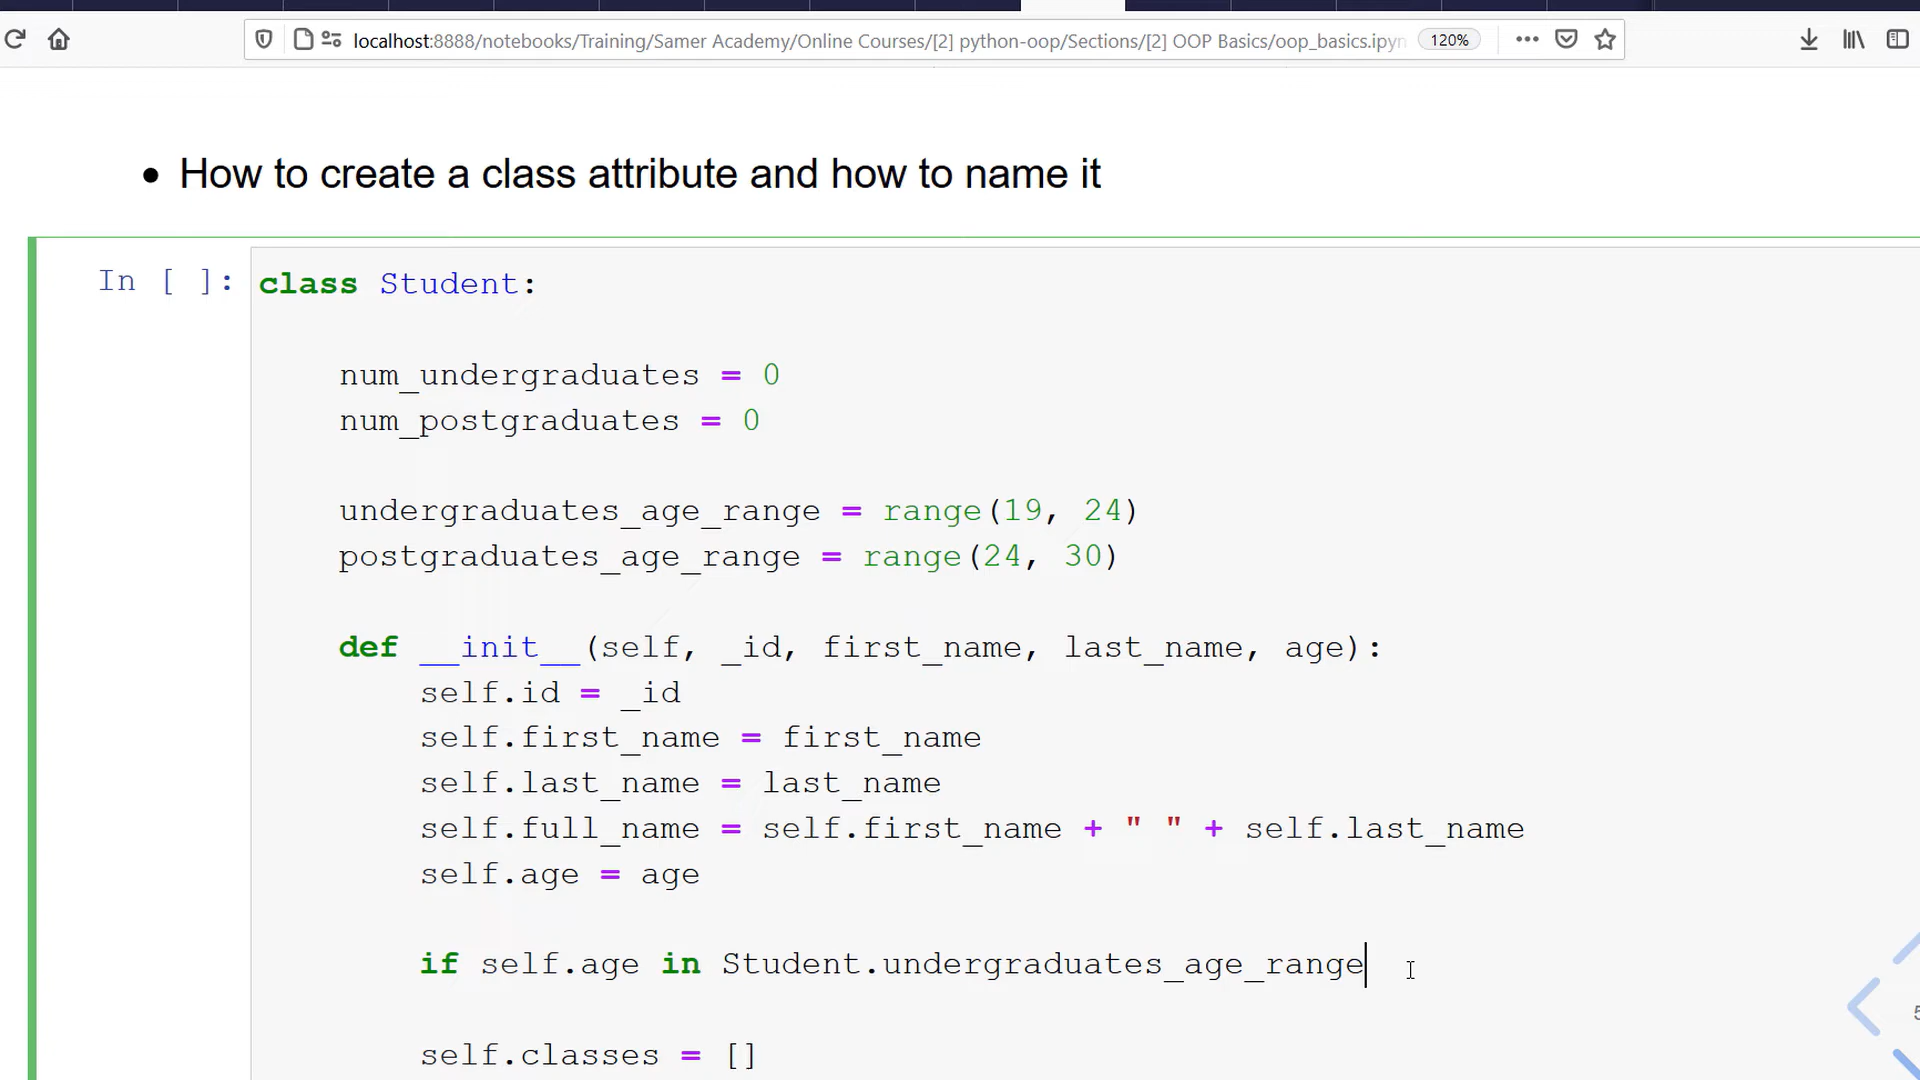 localhost:8888/notebooks/Training/Samer Academy/Online Courses/[2] python-oop/Sections/[2] OOP Basics/oop_basics.ipyn 120%
• How to create a class attribute and how to name it
In [ ]: class Student:
num_undergraduates = 0
num_postgraduates = 0
undergraduates_age_range = range(19, 24)
postgraduates_age_range = range(24, 30)
def __init__(self, _id, first_name, last_name, age):
self.id = _id
self.first_name = first_name
self.last_name = last_name
self.full_name = self.first_name + " " + self.last_name
self.age = age
if self.age in Student.undergraduates_age_range
self.classes = []